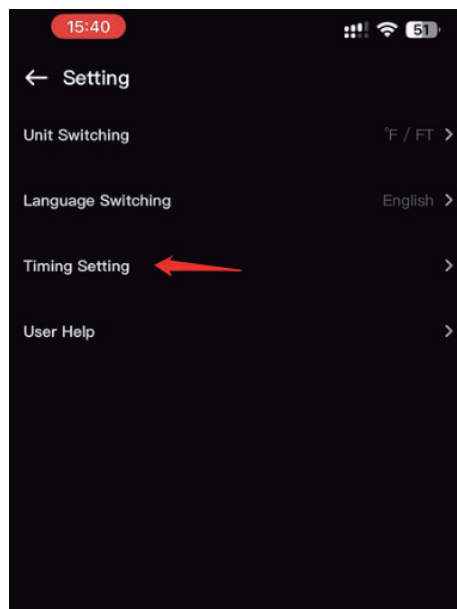 15:40
51
Setting
Unit Switching °F / FT
Language Switching English
Timing Setting
User Help